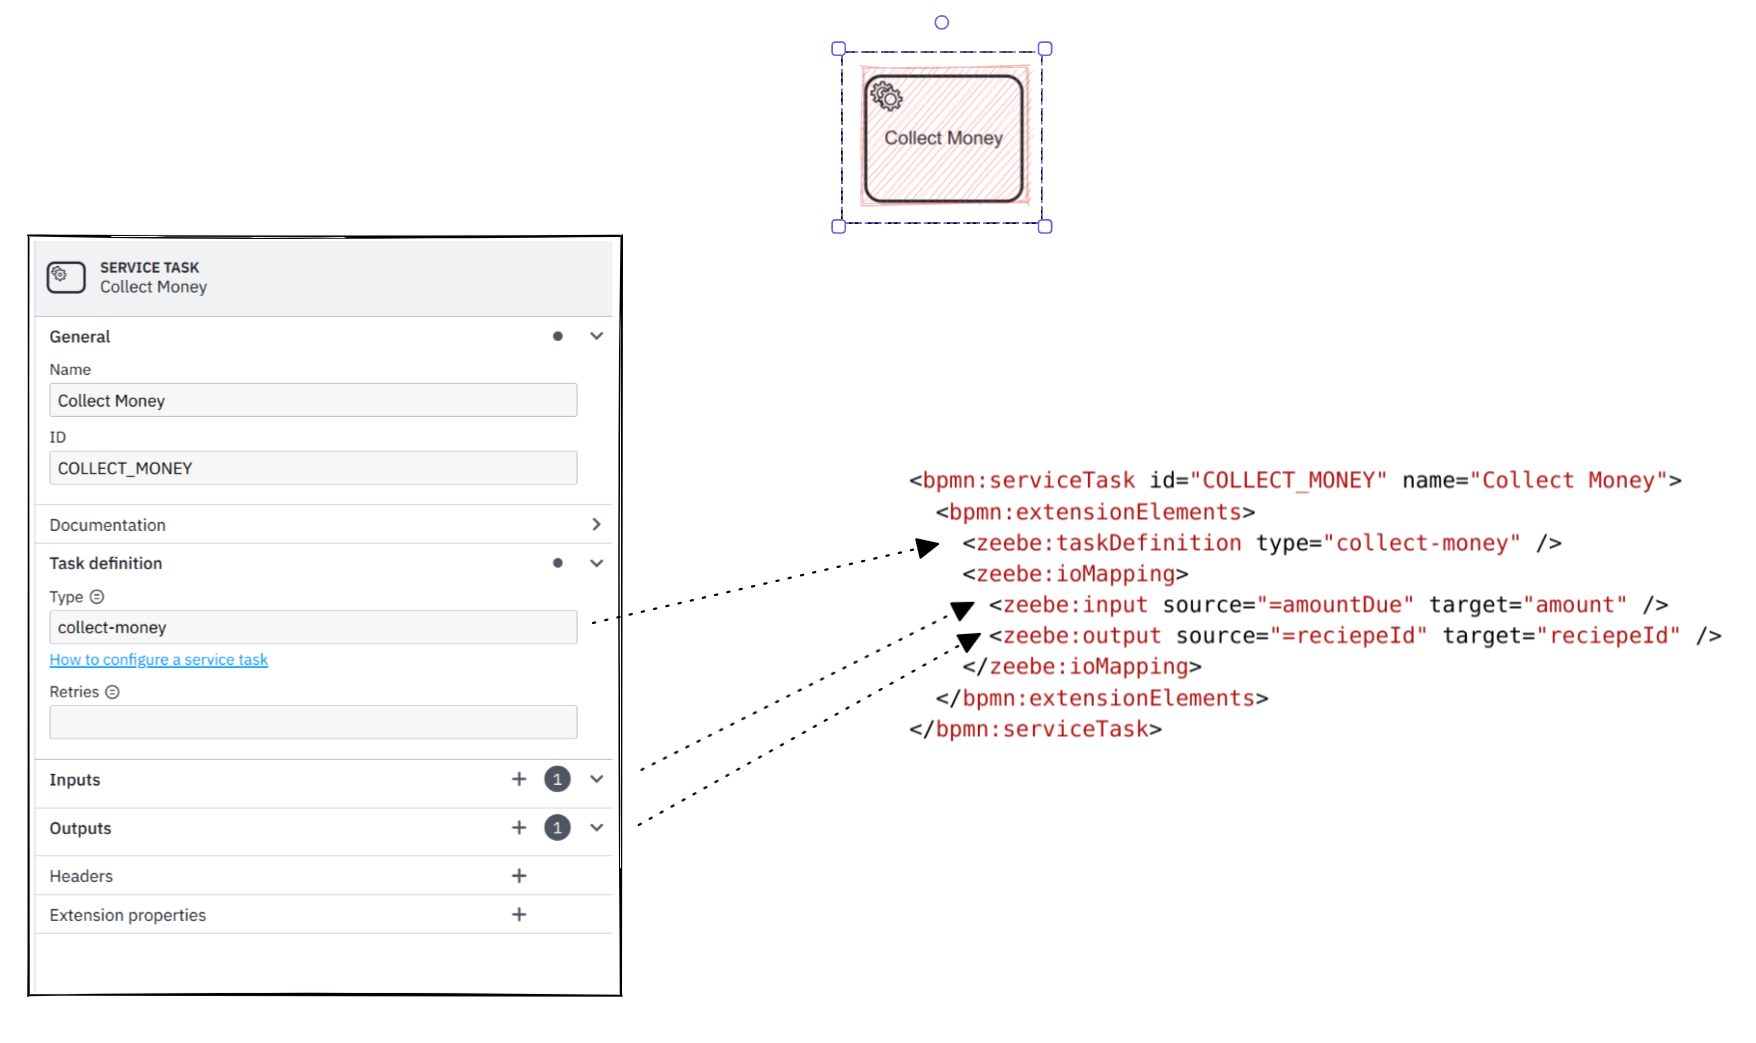 Collect Money
SERVICE TASK
Collect Money
General
Name
Collect Money
ID
COLLECT_MONEY
Documentation
Task definition
Type
collect-money
How to configure a service task
Retries
Inputs 1
Outputs 1
Headers
Extension properties
<bpmn:serviceTask id="COLLECT_MONEY" name="Collect Money">
<bpmn:extensionElements>
<zeebe:taskDefinition type="collect-money" />
<zeebe:ioMapping>
<zeebe:input source="=amountDue" target="amount" />
<zeebe:output source="=reciepeId" target="reciepeId" />
</zeebe:ioMapping>
</bpmn:extensionElements>
</bpmn:serviceTask>